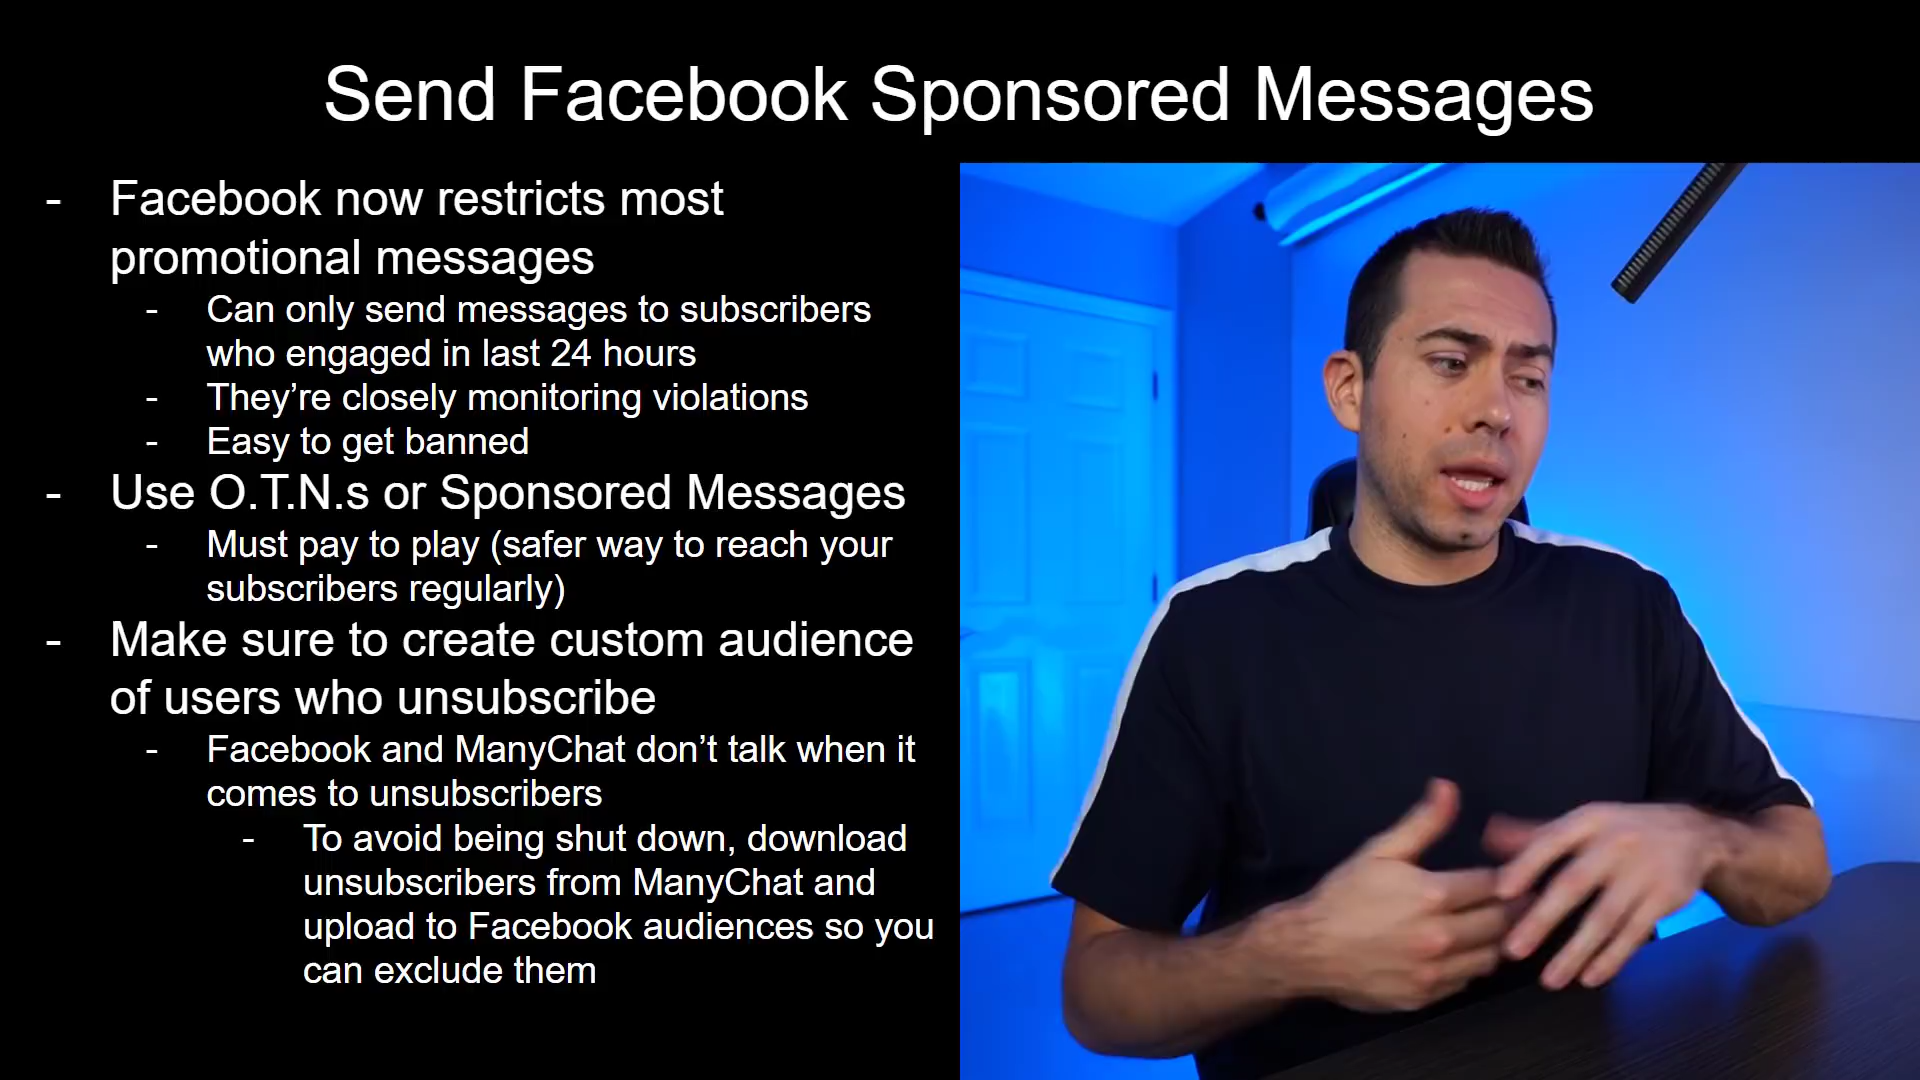 Send Facebook Sponsored Messages
- Facebook now restricts most
promotional messages
- Can only send messages to subscribers
who engaged in last 24 hours
- They’re closely monitoring violations
- Easy to get banned
- Use O.T.N.s or Sponsored Messages
- Must pay to play (safer way to reach your
subscribers regularly)
- Make sure to create custom audience
of users who unsubscribe
- Facebook and ManyChat don’t talk when it
comes to unsubscribers
- To avoid being shut down, download
unsubscribers from ManyChat and
upload to Facebook audiences so you
can exclude them